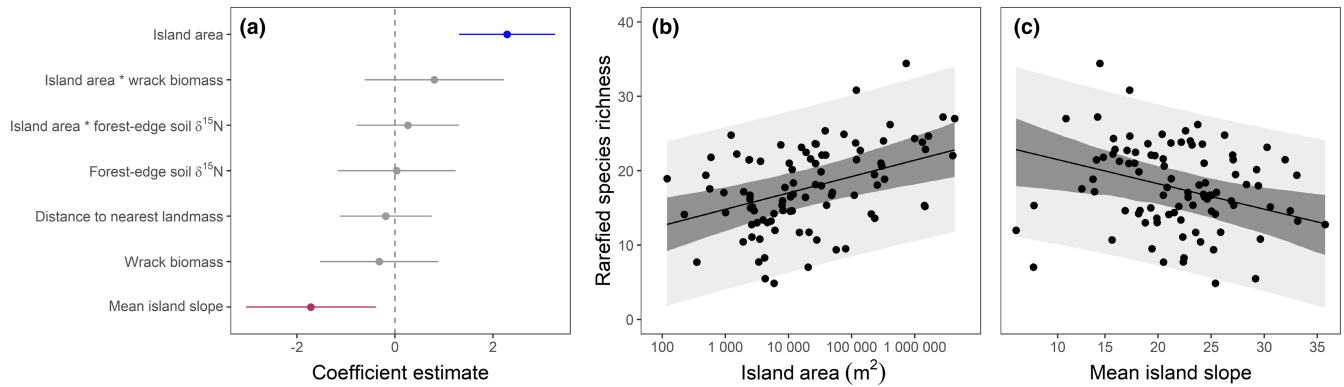 (a)
Island area
Island area * wrack biomass
Island area * forest-edge soil δ¹⁵N
Forest-edge soil δ¹⁵N
Distance to nearest landmass
Wrack biomass
Mean island slope
-2 0 2
Coefficient estimate
(b)
Rarefied species richness
40
30
20
10
0
100 1 000 10 000 100 000 1 000 000
Island area (m²)
(c)
10 15 20 25 30 35
Mean island slope